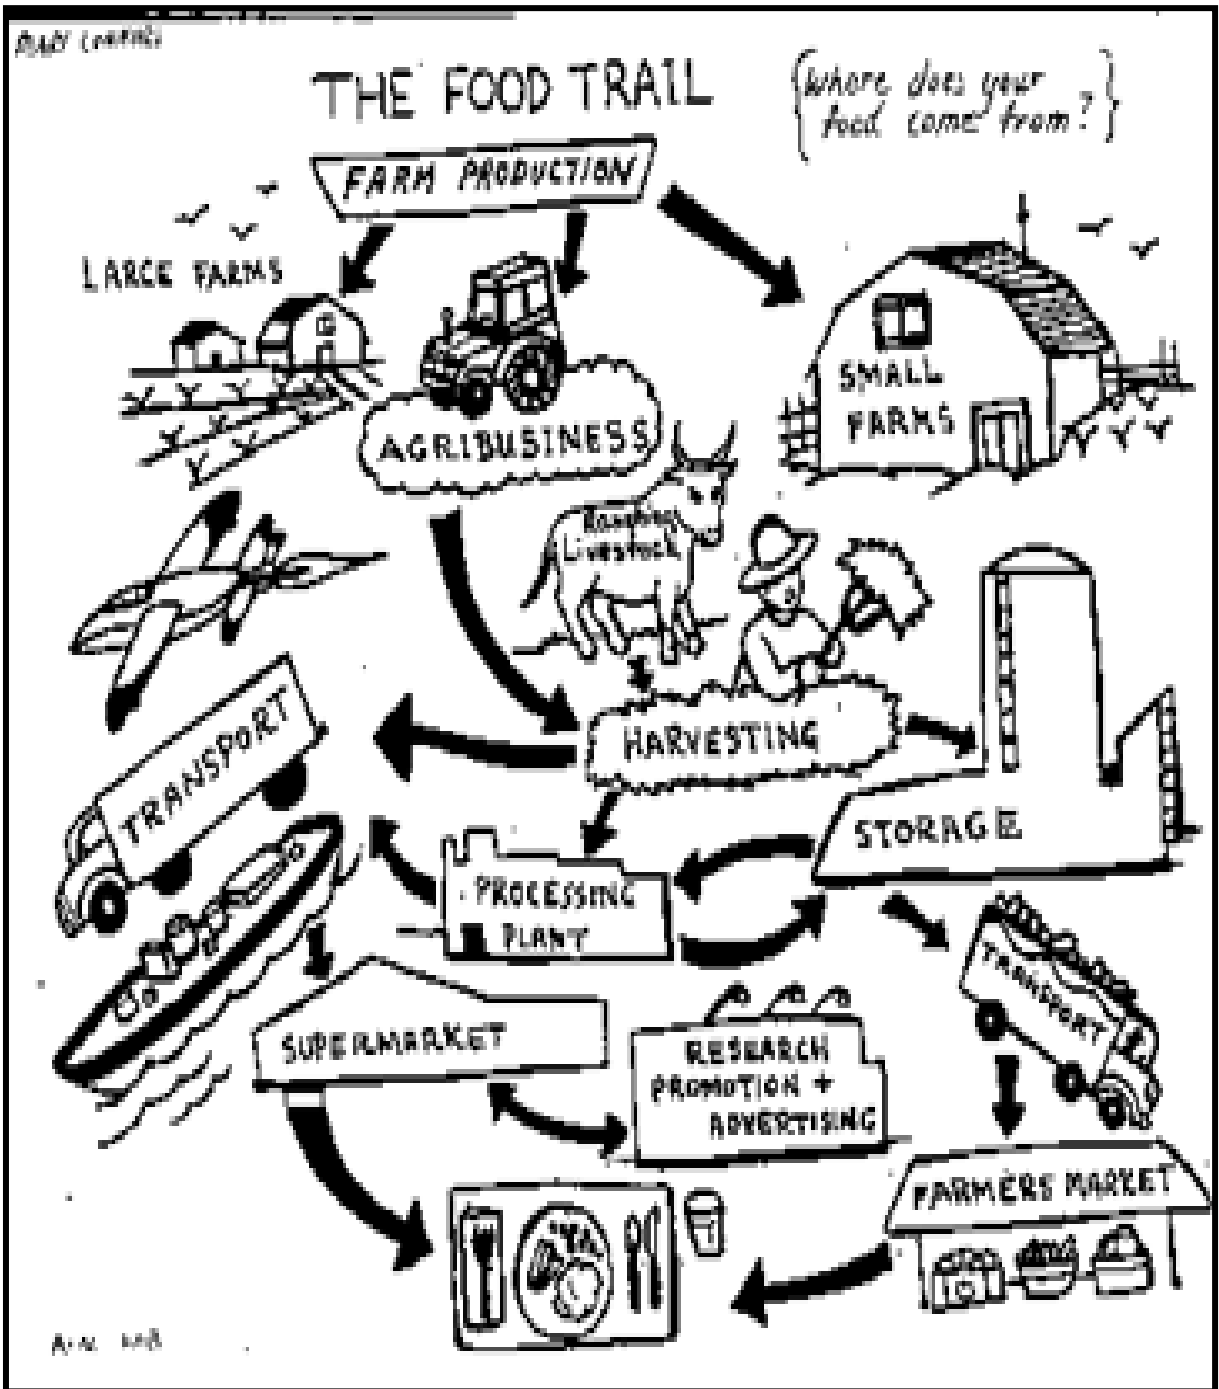 THE FOOD TRAIL
{Where does your
food come from?}
FARM PRODUCTION
LARGE FARMS
AGRIBUSINESS
SMALL
FARMS
Ranching
Livestock
HARVESTING
TRANSPORT
STORAGE
PROCESSING
PLANT
TRANSPORT
SUPERMARKET
RESEARCH
PROMOTION +
ADVERTISING
FARMERS MARKET